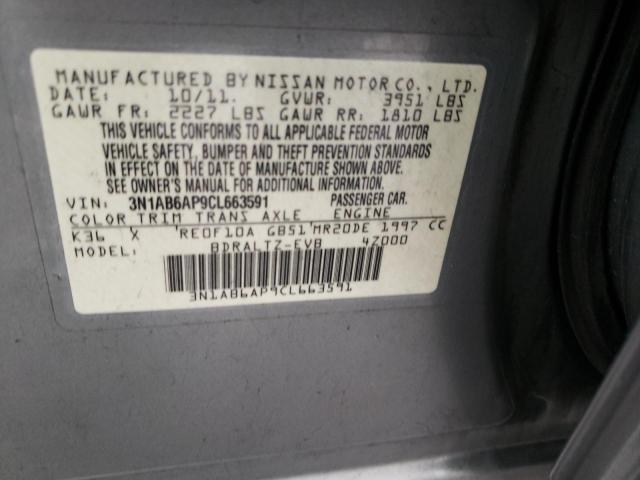 MANUFACTURED BY NISSAN MOTOR CO., LTD.
DATE: 10/11. GVWR: 3951 LBS
GAWR FR: 2227 LBS GAWR RR: 1810 LBS
THIS VEHICLE CONFORMS TO ALL APPLICABLE FEDERAL MOTOR
VEHICLE SAFETY, BUMPER AND THEFT PREVENTION STANDARDS
IN EFFECT ON THE DATE OF MANUFACTURE SHOWN ABOVE.
SEE OWNER'S MANUAL FOR ADDITIONAL INFORMATION.
VIN: 3N1AB6AP9CL663591 PASSENGER CAR.
COLOR TRIM TRANS AXLE ENGINE
K36 X RE0F10A GB51 MR20DE 1997 CC
MODEL: BDRALTZ-EVB 4Z000
3N1AB6AP9CL663591